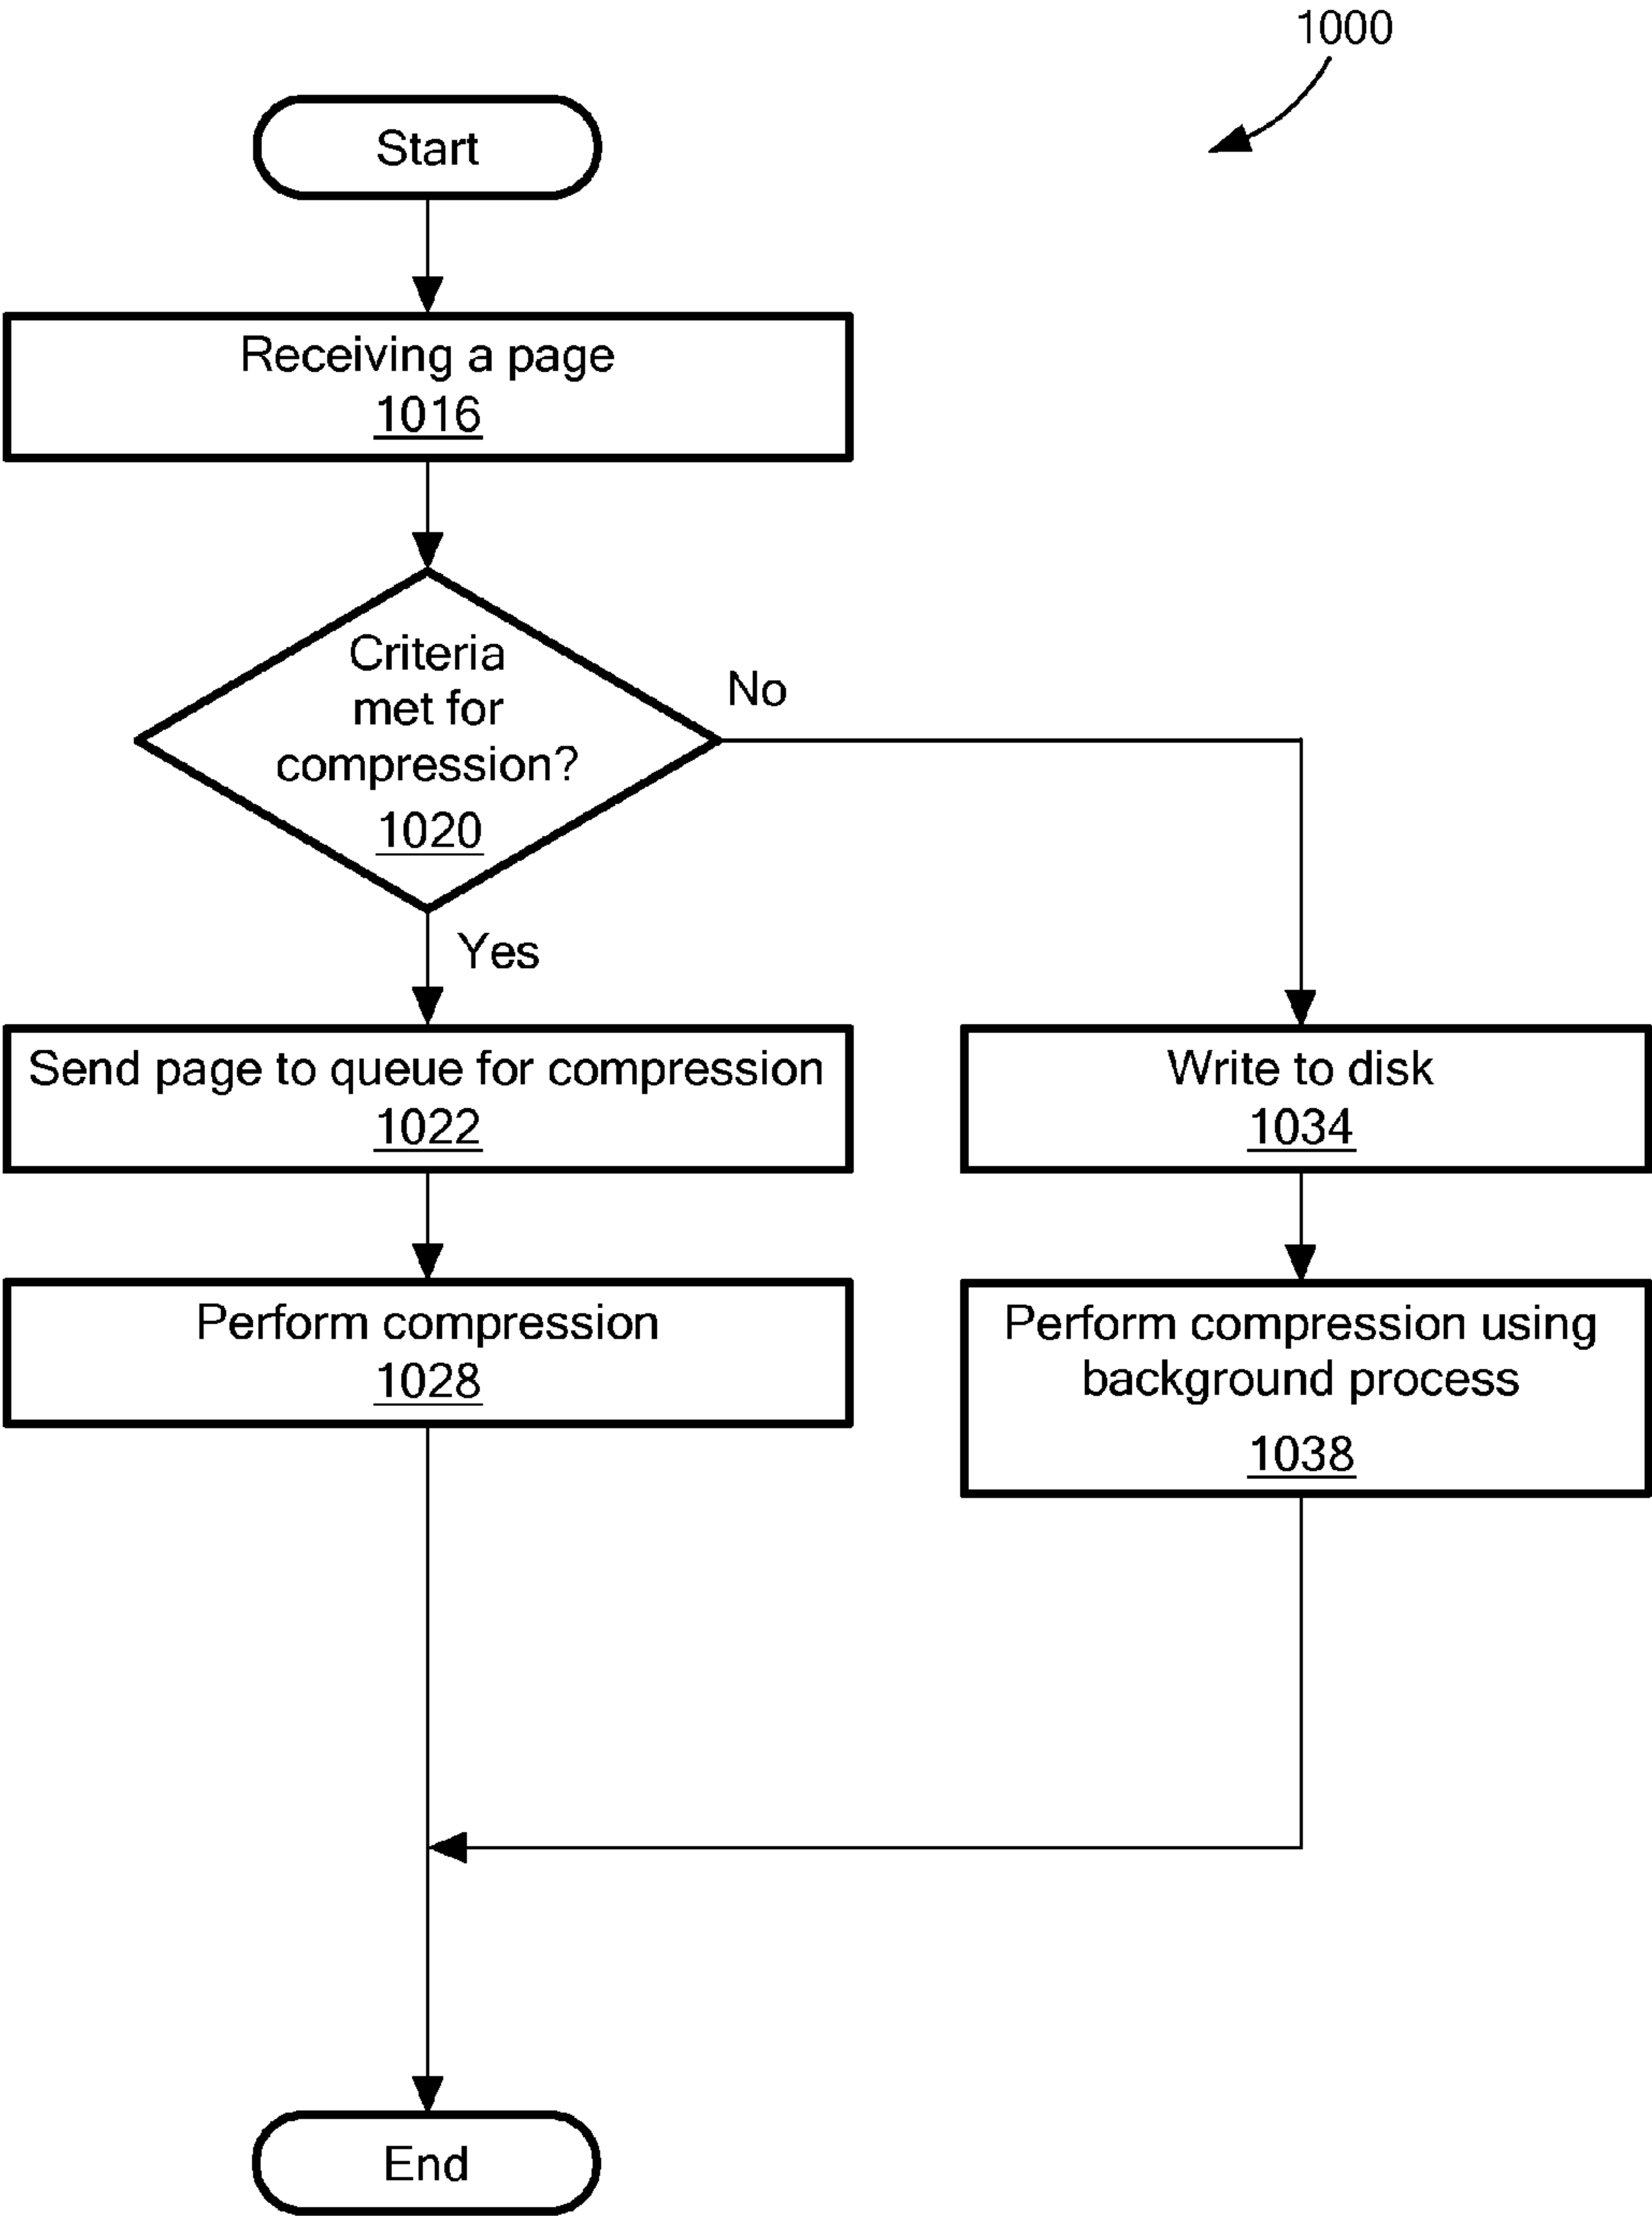 1000
Start
Receiving a page
1016
Criteria
met for
compression?
1020
No
Yes
Send page to queue for compression
1022
Write to disk
1034
Perform compression
1028
Perform compression using
background process
1038
End